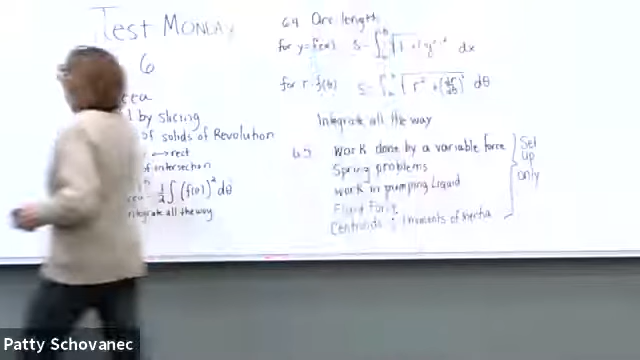 Test Monday
6
by slicing
of solids of Revolution
↔ rect
of intersection
1/2 ∫ (f(θ))² dθ
integrate all the way
6.4 Arc length
for y=f(x) S = ∫ √1 + dx
for r = f(θ) S = ∫ √r² + (dr/dθ)² dθ
Integrate all the way
6.5 Work done by a variable force
Spring problems
Work in pumping Liquid
Fluid Force
Centroids ; Moments of Inertia
Set
up
only
Patty Schovanec